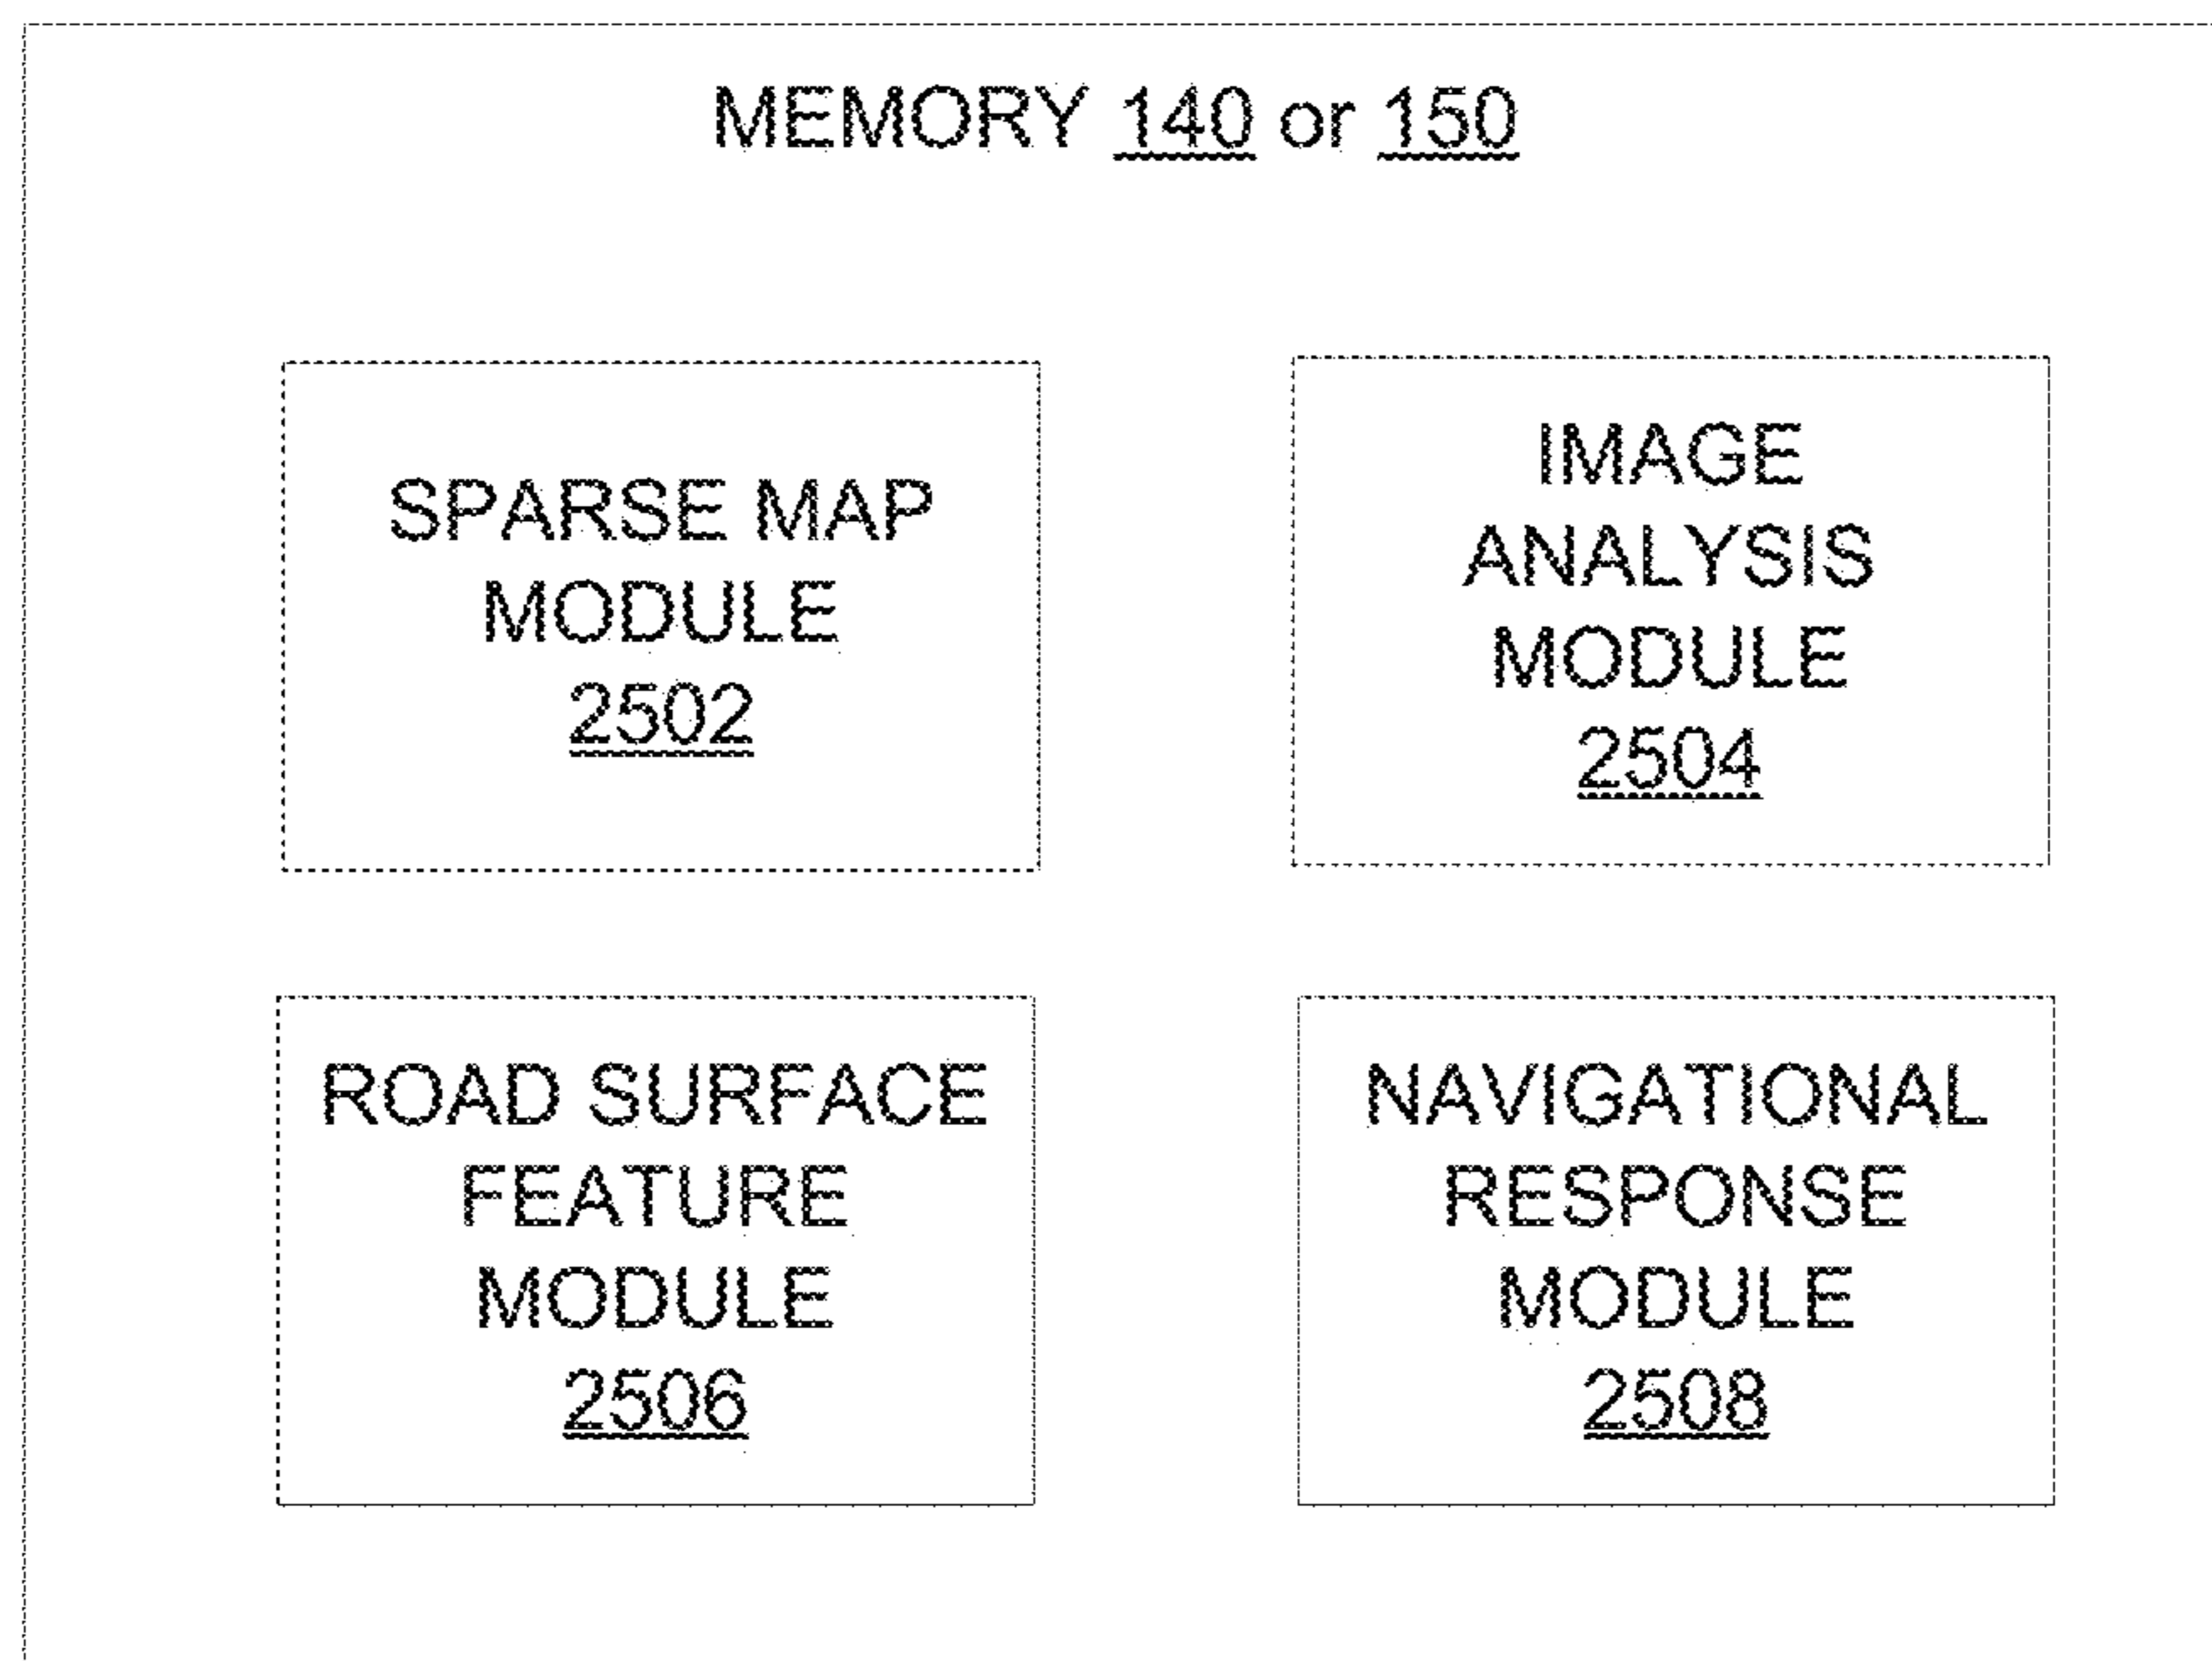 MEMORY 140 or 150
SPARSE MAP
MODULE
2502
IMAGE
ANALYSIS
MODULE
2504
ROAD SURFACE
FEATURE
MODULE
2506
NAVIGATIONAL
RESPONSE
MODULE
2508